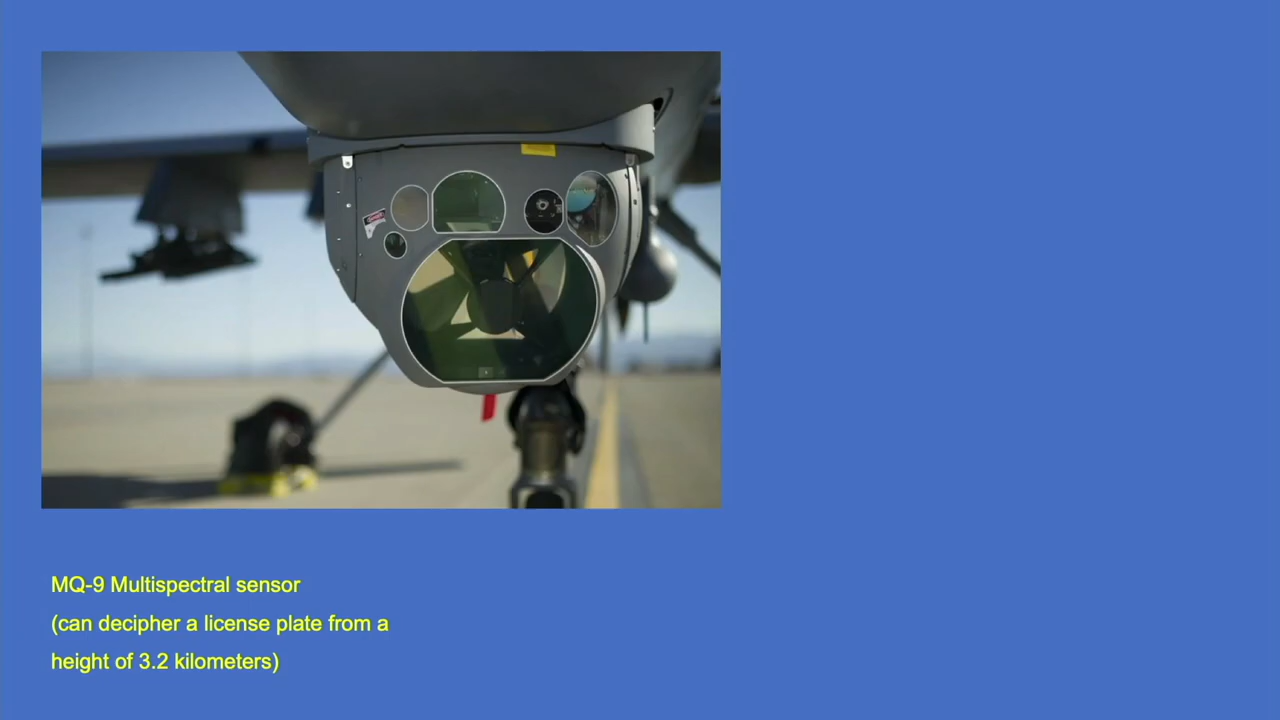 MQ-9 Multispectral sensor
(can decipher a license plate from a
height of 3.2 kilometers)